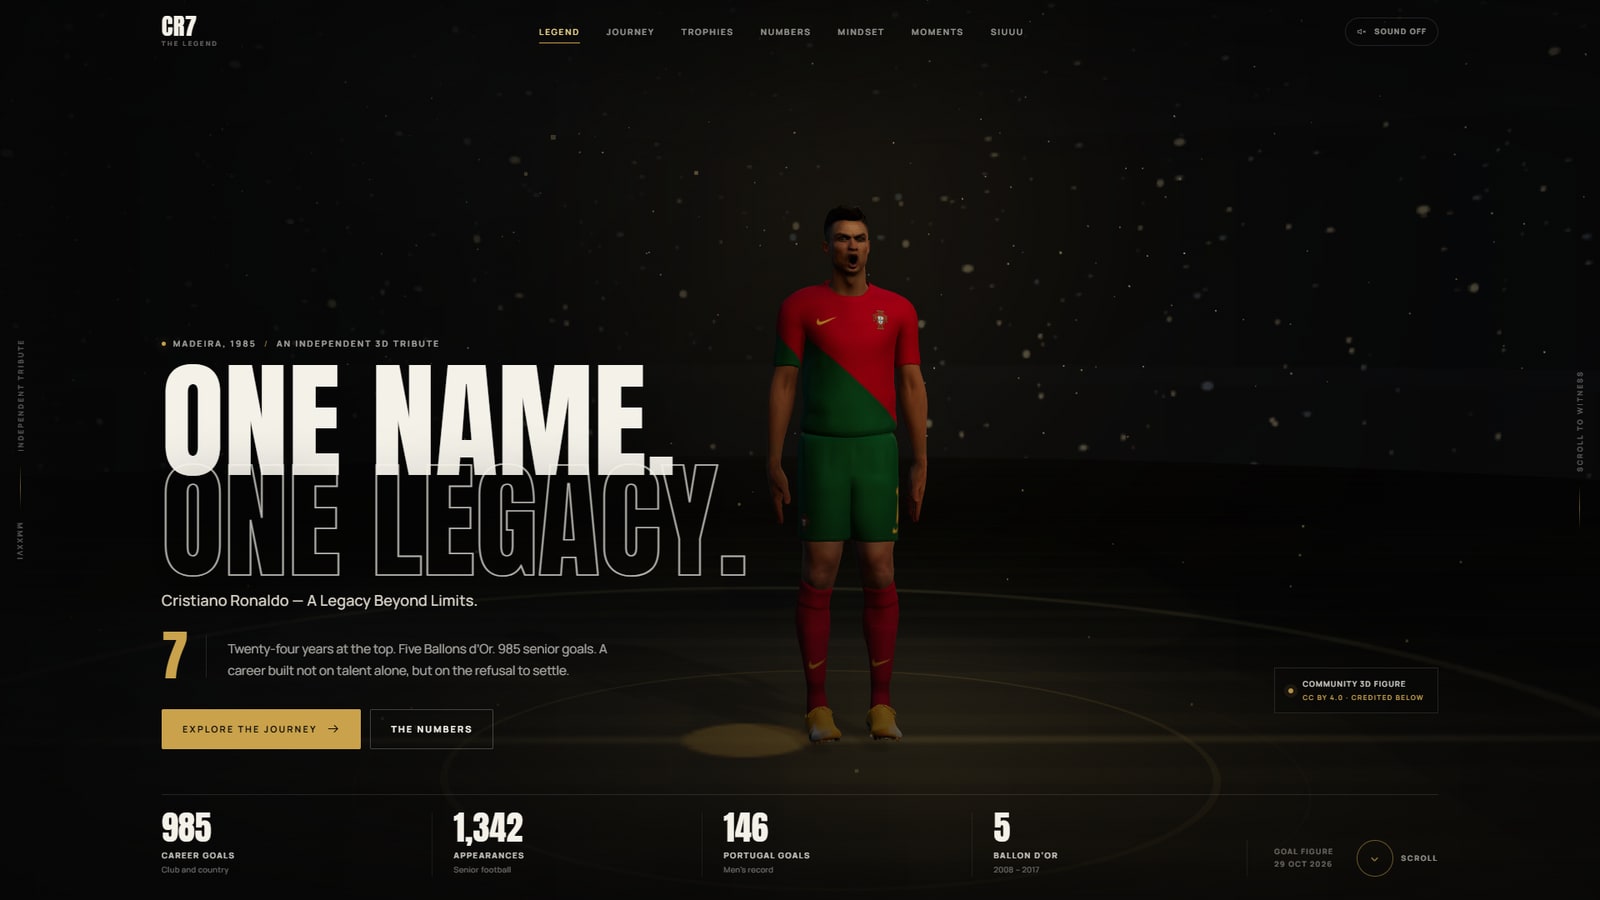 CR7
THE LEGEND
LEGEND
JOURNEY
TROPHIES
NUMBERS
MINDSET
MOMENTS
SIUUU
SOUND OFF
INDEPENDENT TRIBUTE
MMXXVI
SCROLL TO WITNESS
MADEIRA, 1985 / AN INDEPENDENT 3D TRIBUTE
ONE NAME.
ONE LEGACY.
Cristiano Ronaldo — A Legacy Beyond Limits.
7
Twenty-four years at the top. Five Ballons d’Or. 985 senior goals. A
career built not on talent alone, but on the refusal to settle.
EXPLORE THE JOURNEY →
THE NUMBERS
COMMUNITY 3D FIGURE
CC BY 4.0 · CREDITED BELOW
985
CAREER GOALS
Club and country
1,342
APPEARANCES
Senior football
146
PORTUGAL GOALS
Men's record
5
BALLON D’OR
2008 – 2017
GOAL FIGURE
29 OCT 2026
SCROLL